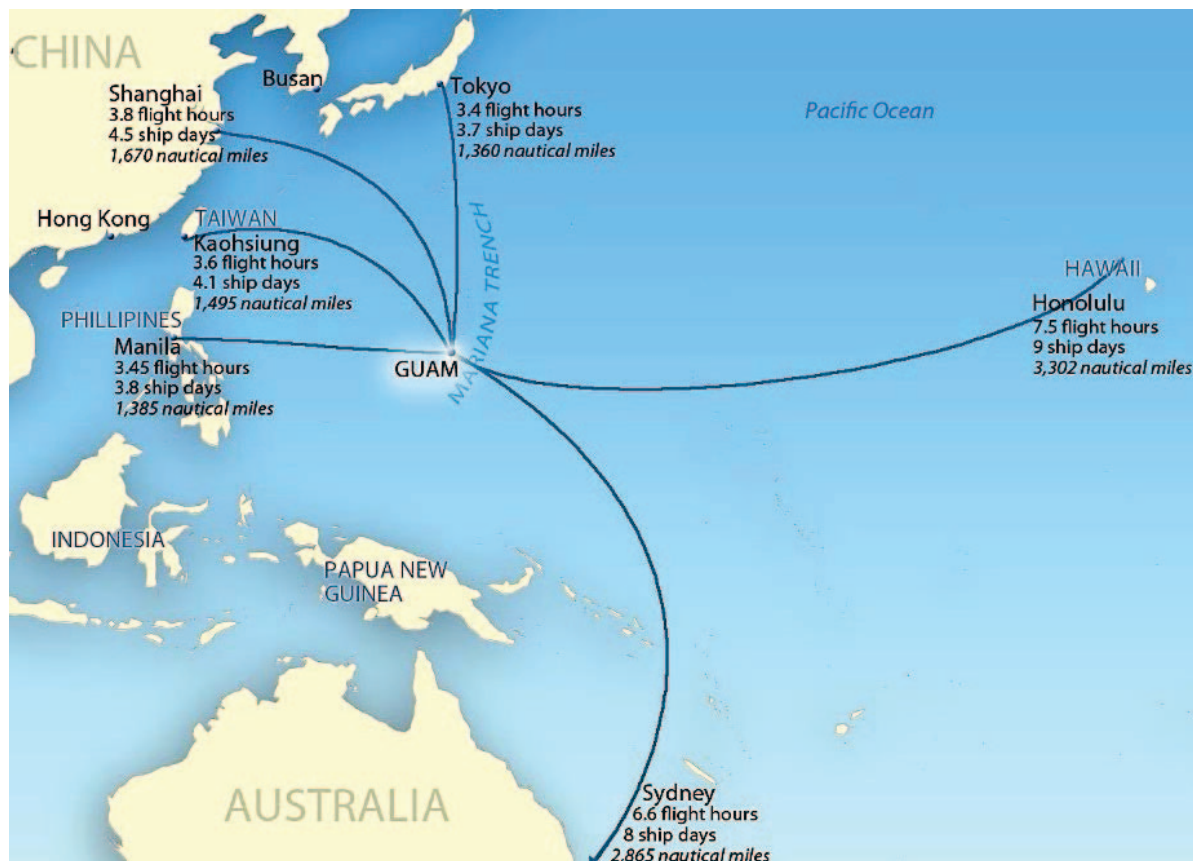 CHINA
Shanghai
3.8 flight hours
4.5 ship days
1,670 nautical miles
Busan
Tokyo
3.4 flight hours
3.7 ship days
1,360 nautical miles
Pacific Ocean
Hong Kong
TAIWAN
Kaohsiung
3.6 flight hours
4.1 ship days
1,495 nautical miles
PHILLIPINES
Manila
3.45 flight hours
3.8 ship days
1,385 nautical miles
GUAM
MARIANA TRENCH
HAWAII
Honolulu
7.5 flight hours
9 ship days
3,302 nautical miles
INDONESIA
PAPUA NEW
GUINEA
AUSTRALIA
Sydney
6.6 flight hours
8 ship days
2,865 nautical miles